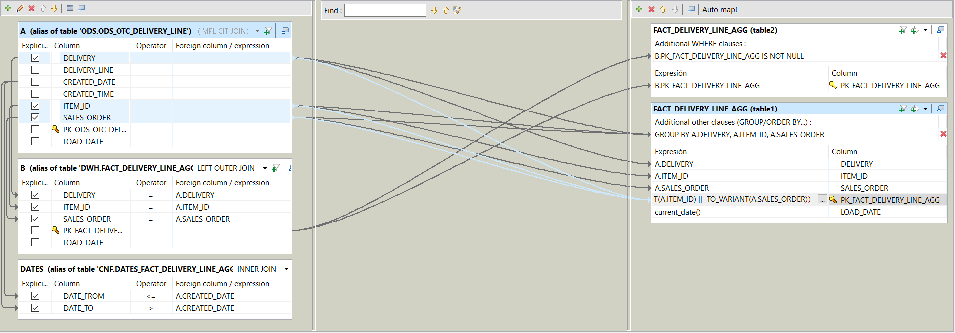 Find :
Auto map!
A (alias of table 'ODS.ODS_OTC_DELIVERY_LINE') (IMPLICIT JOIN)
Explici... Column Operator Foreign column / expression
DELIVERY
DELIVERY_LINE
CREATED_DATE
CREATED_TIME
ITEM_ID
SALES_ORDER
PK_ODS_OTC_DEL...
LOAD_DATE
B (alias of table 'DWH.FACT_DELIVERY_LINE_AGG' LEFT OUTER JOIN
Explici... Column Operator Foreign column / expression
DELIVERY = A.DELIVERY
ITEM_ID = A.ITEM_ID
SALES_ORDER = A.SALES_ORDER
PK_FACT_DELIVE...
LOAD_DATE
DATES (alias of table 'CNF.DATES_FACT_DELIVERY_LINE_AGG' INNER JOIN
Explici... Column Operator Foreign column / expression
DATE_FROM <= A.CREATED_DATE
DATE_TO > A.CREATED_DATE
FACT_DELIVERY_LINE_AGG (table2)
Additional WHERE clauses :
B.PK_FACT_DELIVERY_LINE_AGG IS NOT NULL
Expresión Column
B.PK_FACT_DELIVERY_LINE_AGG PK_FACT_DELIVERY_LINE_AGG
FACT_DELIVERY_LINE_AGG (table1)
Additional other clauses (GROUP/ORDER BY...) :
GROUP BY A.DELIVERY, A.ITEM_ID, A.SALES_ORDER
Expresión Column
A.DELIVERY DELIVERY
A.ITEM_ID ITEM_ID
A.SALES_ORDER SALES_ORDER
T(A.ITEM_ID) || TO_VARIANT(A.SALES_ORDER)) ... PK_FACT_DELIVERY_LINE_AGG
current_date() LOAD_DATE